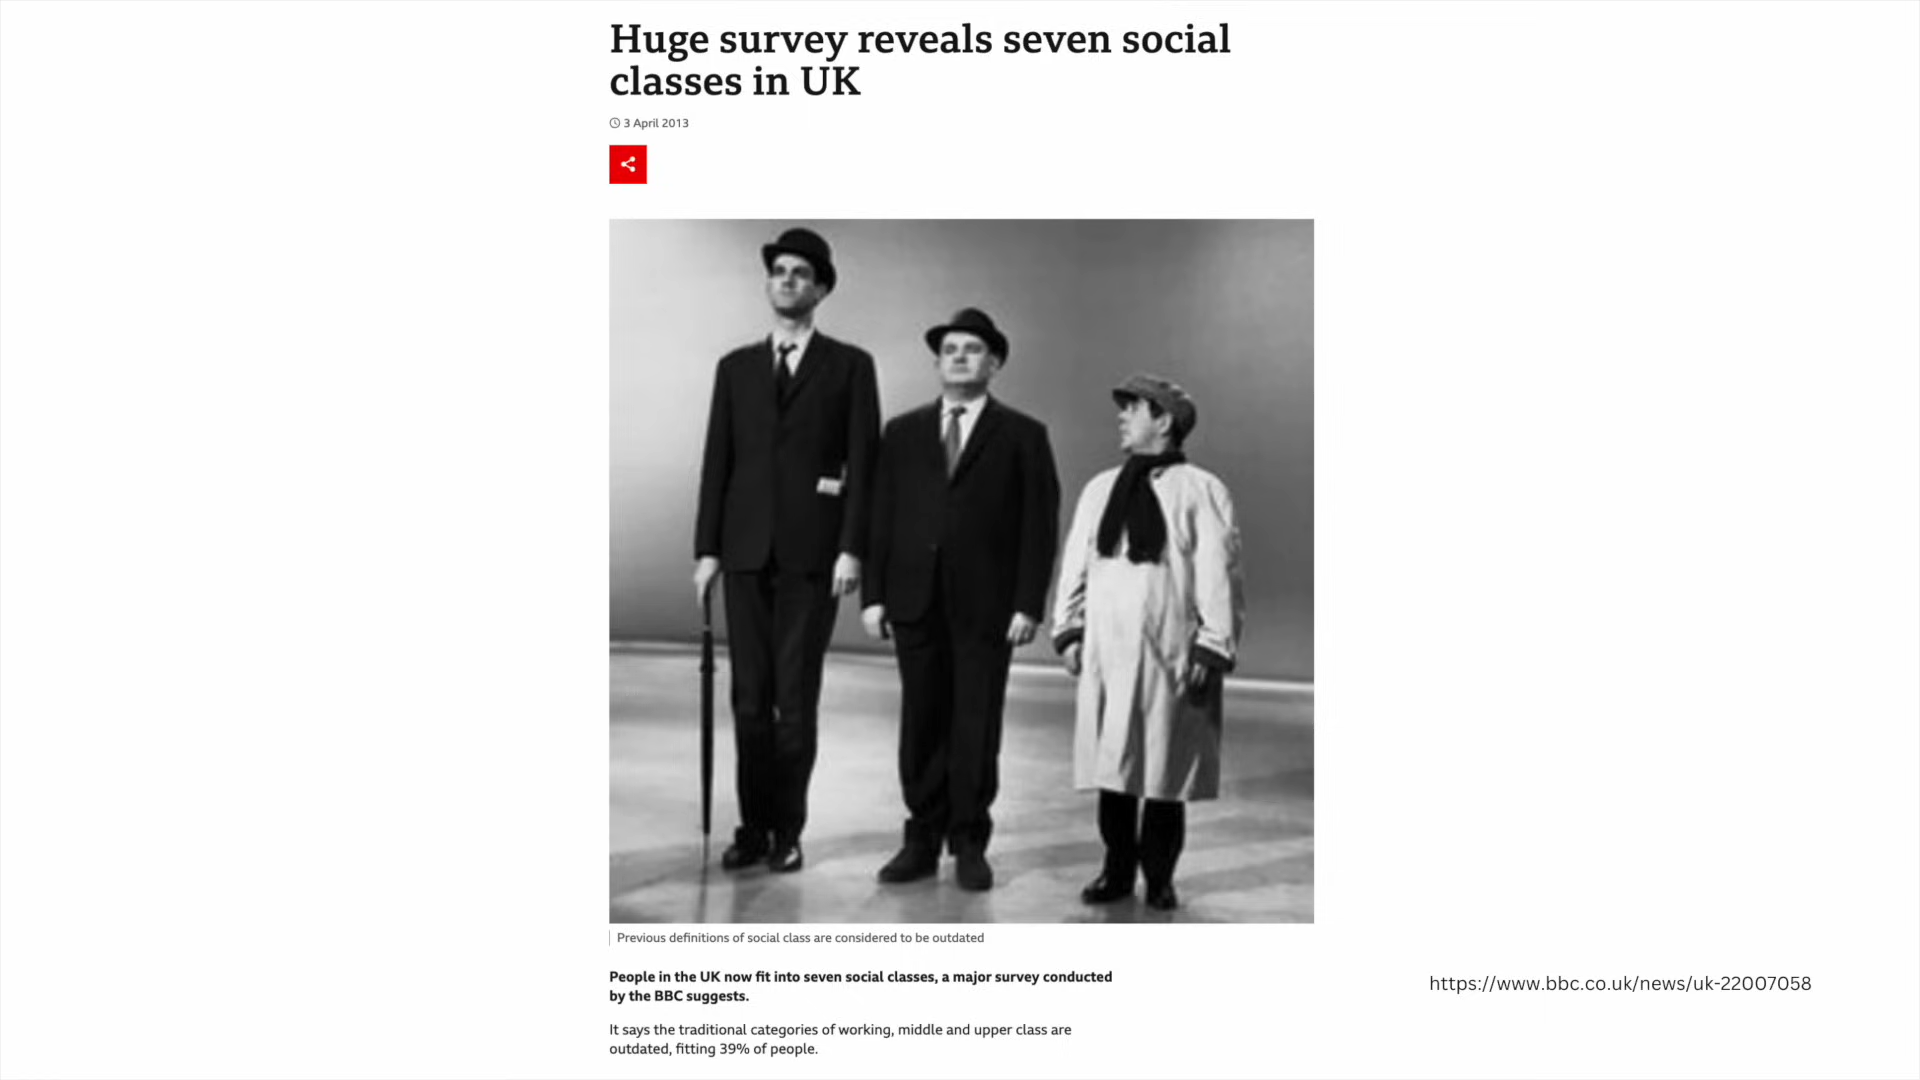 Huge survey reveals seven social
classes in UK
3 April 2013
Previous definitions of social class are considered to be outdated
People in the UK now fit into seven social classes, a major survey conducted
by the BBC suggests.
https://www.bbc.co.uk/news/uk-22007058
It says the traditional categories of working, middle and upper class are
outdated, fitting 39% of people.